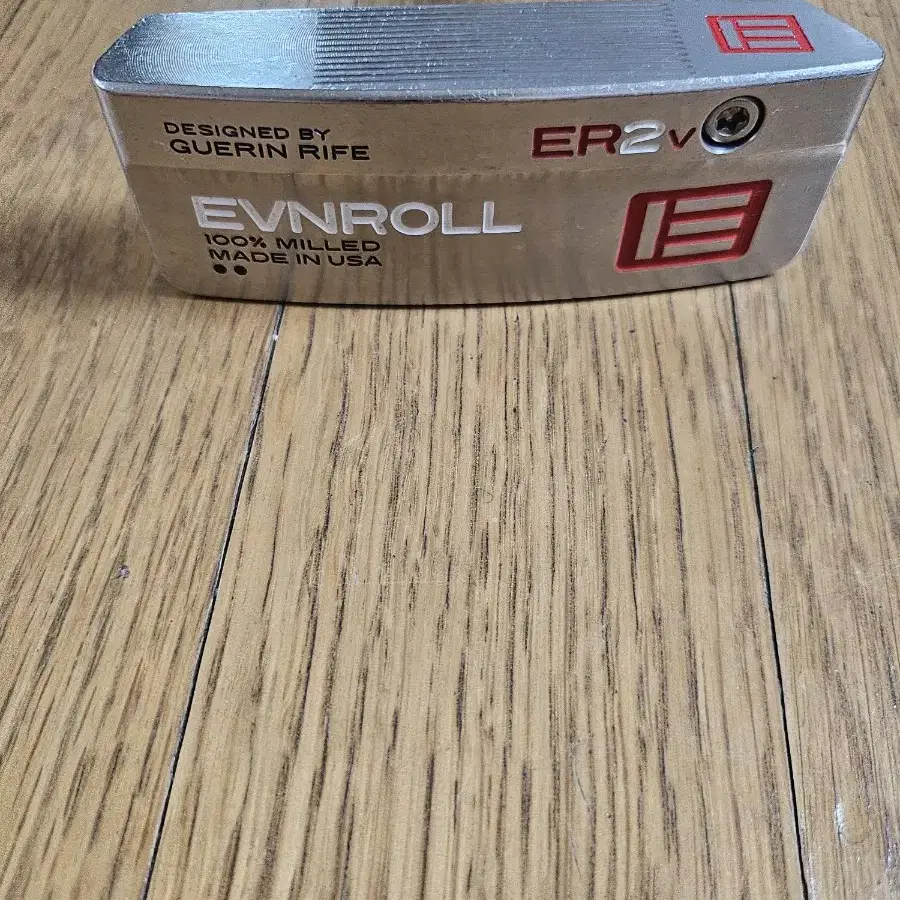 DESIGNED BY
GUERIN RIFE
ER2v
EVNROLL
100% MILLED
MADE IN USA